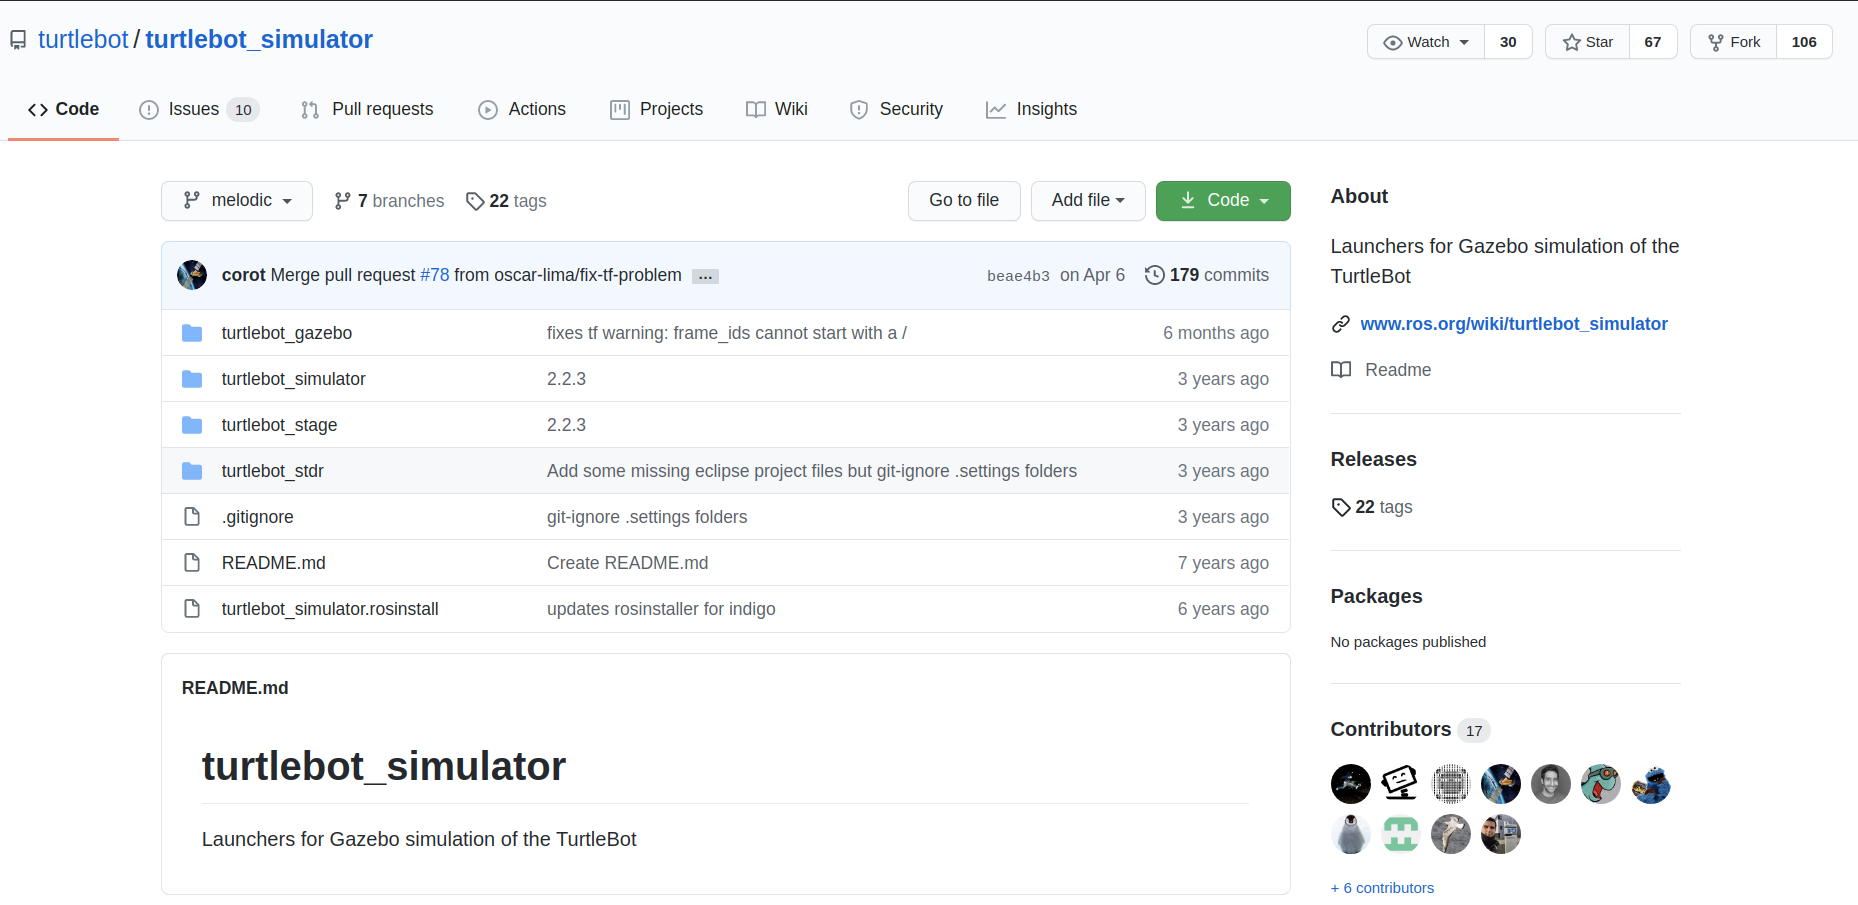 turtlebot / turtlebot_simulator
Watch 30 Star 67 Fork 106
Code Issues 10 Pull requests Actions Projects Wiki Security Insights
melodic 7 branches 22 tags Go to file Add file Code
corot Merge pull request #78 from oscar-lima/fix-tf-problem ... beae4b3 on Apr 6 179 commits
turtlebot_gazebo fixes tf warning: frame_ids cannot start with a / 6 months ago
turtlebot_simulator 2.2.3 3 years ago
turtlebot_stage 2.2.3 3 years ago
turtlebot_stdr Add some missing eclipse project files but git-ignore .settings folders 3 years ago
.gitignore git-ignore .settings folders 3 years ago
README.md Create README.md 7 years ago
turtlebot_simulator.rosinstall updates rosinstaller for indigo 6 years ago
README.md
turtlebot_simulator
Launchers for Gazebo simulation of the TurtleBot
About
Launchers for Gazebo simulation of the
TurtleBot
www.ros.org/wiki/turtlebot_simulator
Readme
Releases
22 tags
Packages
No packages published
Contributors 17
+ 6 contributors